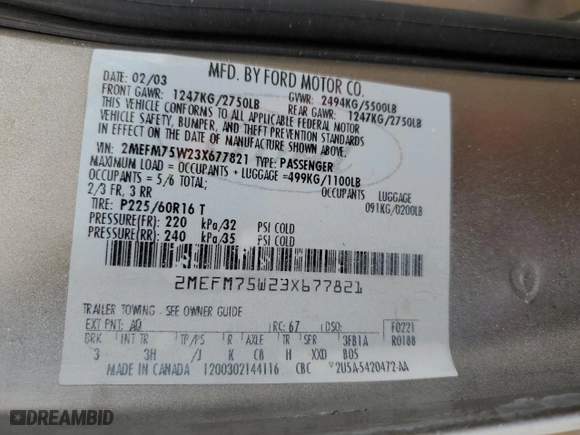 MFD. BY FORD MOTOR CO.
DATE: 02/03
GVWR: 2494KG/5500LB
FRONT GAWR: 1247KG/2750LB
REAR GAWR: 1247KG/2750LB
THIS VEHICLE CONFORMS TO ALL APPLICABLE FEDERAL MOTOR
VEHICLE SAFETY, BUMPER, AND THEFT PREVENTION STANDARDS
IN EFFECT ON THE DATE OF MANUFACTURE SHOWN ABOVE.
VIN: 2MEFM75W23X677821 TYPE: PASSENGER
MAXIMUM LOAD = OCCUPANTS + LUGGAGE = 499KG/1100LB
OCCUPANTS = 5/6 TOTAL; OCCUPANTS LUGGAGE
2/3 FR, 3 RR 091KG/0200LB
TIRE: P225/60R16 T
PRESSURE(FR): 220 kPa/32 PSI COLD
PRESSURE(RR): 240 kPa/35 PSI COLD
2MEFM75W23X677821
TRAILER TOWING - SEE OWNER GUIDE
EXT PNT: AQ RC: 67 DSO: F0221
BRK INT TR TP/PS R AXLE TR SPR 3FB1A R0188
3 3H /J K C8 H XXD B05
MADE IN CANADA 1200302144116 CBC 2U5A-5420472-AA
DREAMBID